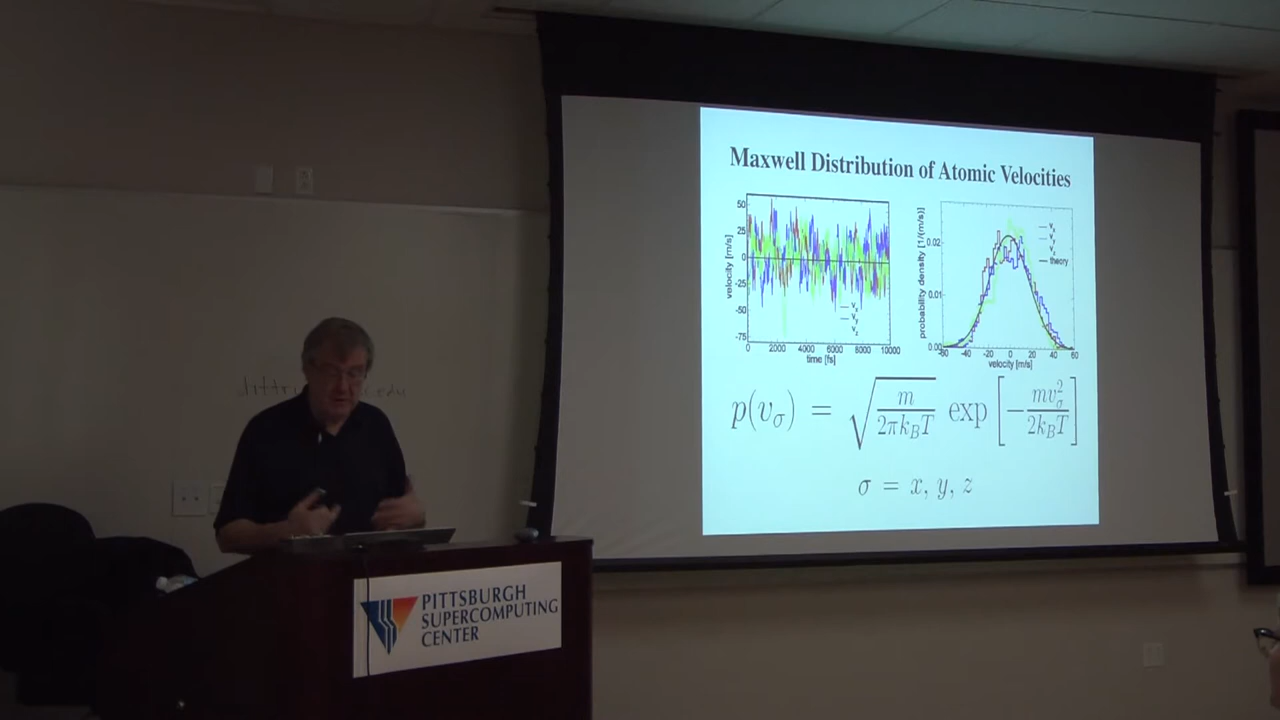 Maxwell Distribution of Atomic Velocities
50
25
0
-25
-50
-75
velocity [m/s]
v_x
v_y
v_z
0 2000 4000 6000 8000 10000
time [fs]
probability density [1/(m/s)]
0.02
0.01
0.00
v_x
v_y
v_z
theory
-60 -40 -20 0 20 40 60
velocity [m/s]
p(v_σ) = √(m / 2πk_BT) exp[−mv_σ² / 2k_BT]
σ = x, y, z
PITTSBURGH
SUPERCOMPUTING
CENTER